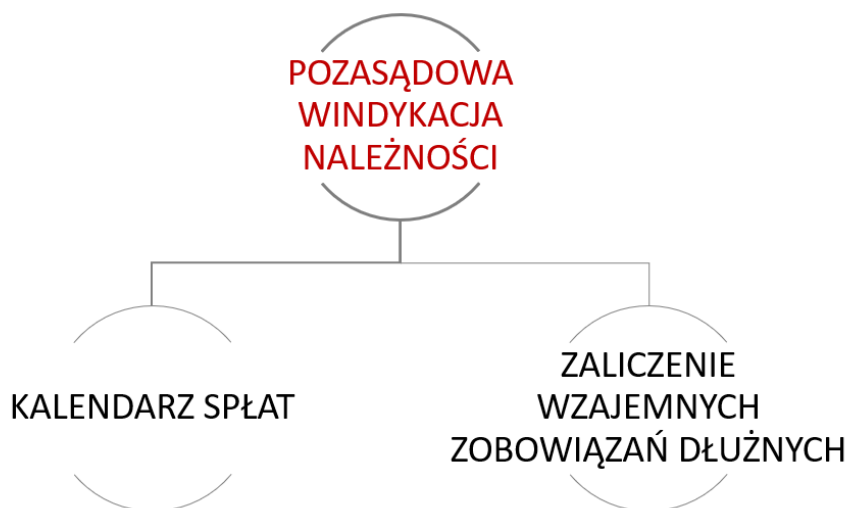 POZASĄDOWA
WINDYKACJA
NALEŻNOŚCI
KALENDARZ SPŁAT
ZALICZENIE
WZAJEMNYCH
ZOBOWIĄZAŃ DŁUŻNYCH